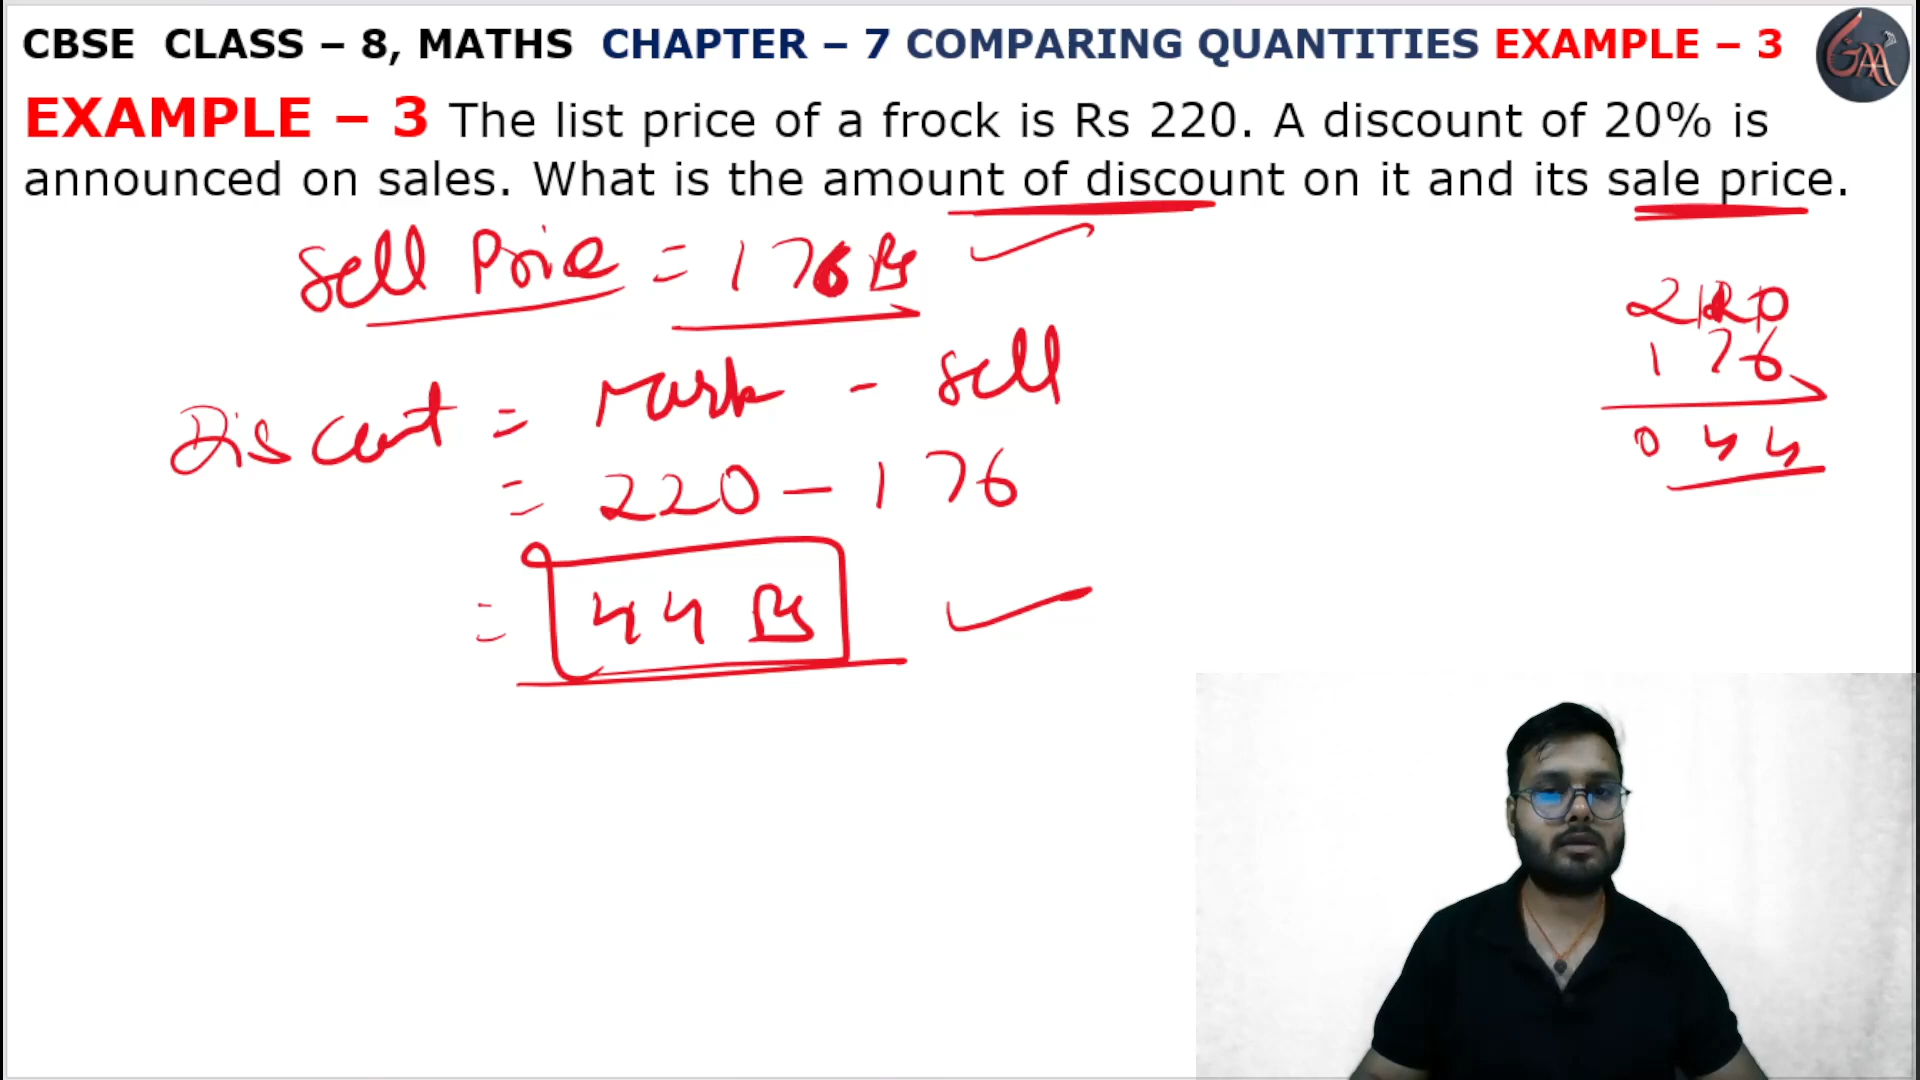 CBSE CLASS – 8, MATHS CHAPTER – 7 COMPARING QUANTITIES EXAMPLE – 3
EXAMPLE – 3 The list price of a frock is Rs 220. A discount of 20% is
announced on sales. What is the amount of discount on it and its sale price.
Sell Price = 176 Rs
Discount = Mark - Sell
= 220 - 176
= 44 Rs
220
176
044